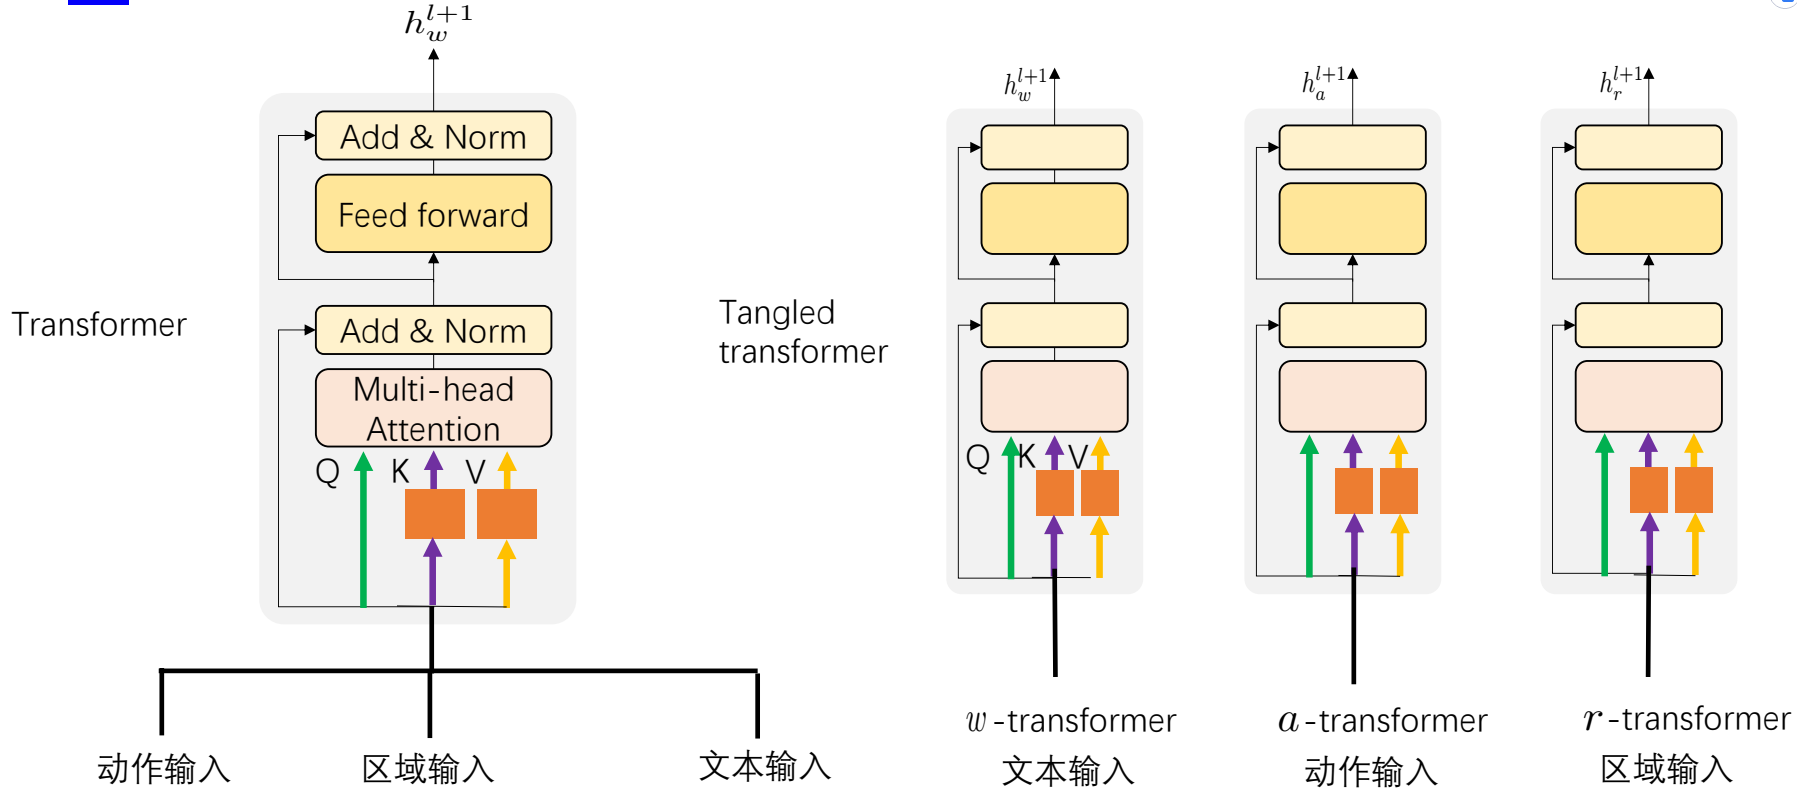 h_w^{l+1}
Add & Norm
Feed forward
Add & Norm
Multi-head
Attention
Q K V
Transformer
动作输入 区域输入 文本输入
Tangled
transformer
h_w^{l+1} h_a^{l+1} h_r^{l+1}
Q K V
w-transformer a-transformer r-transformer
文本输入 动作输入 区域输入